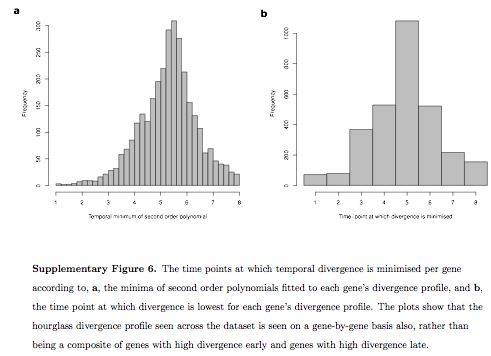 a
b
Frequency
0 50 100 150 200 250 300
1 2 3 4 5 6 7 8
Temporal minimum of second order polynomial
Frequency
0 200 400 600 800 1000
1 2 3 4 5 6 7 8
Time-point at which divergence is minimised
Supplementary Figure 6. The time points at which temporal divergence is minimised per gene
according to, a, the minima of second order polynomials fitted to each gene's divergence profile, and b,
the time point at which divergence is lowest for each gene's divergence profile. The plots show that the
hourglass divergence profile seen across the dataset is seen on a gene-by-gene basis also, rather than
being a composite of genes with high divergence early and genes with high divergence late.